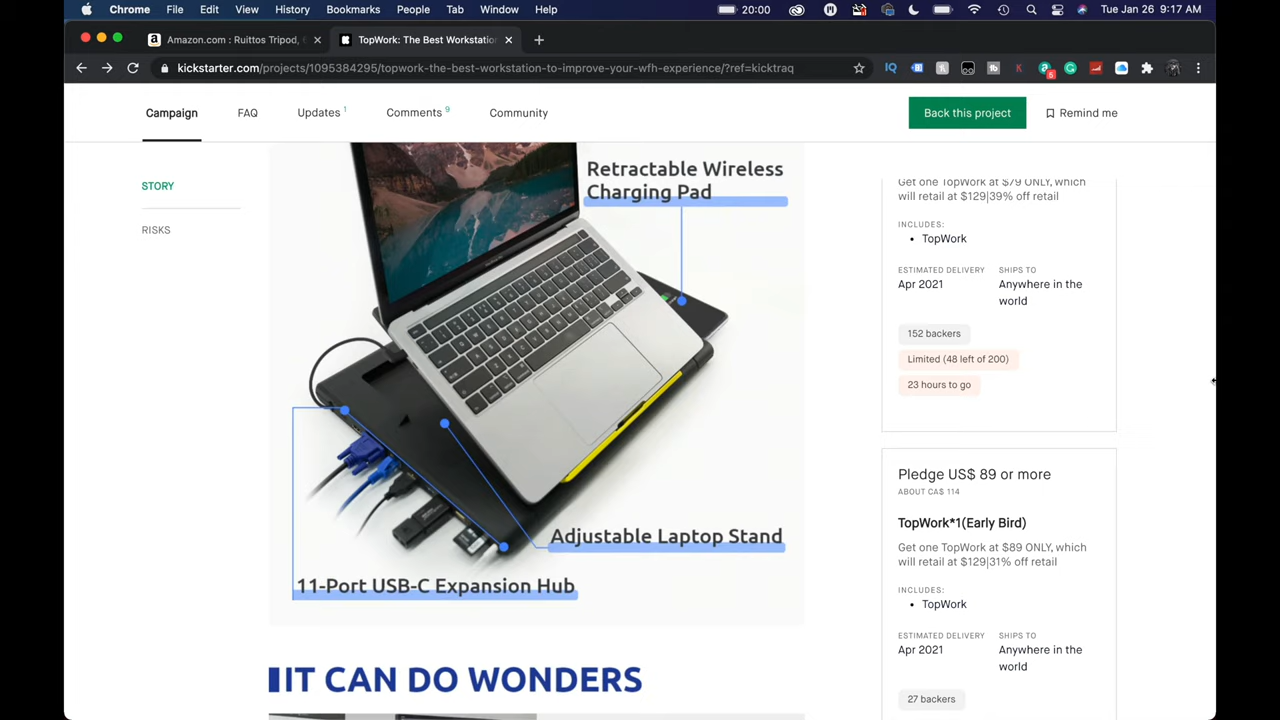 Chrome File Edit View History Bookmarks People Tab Window Help 20:00 Tue Jan 26 9:17 AM
Amazon.com : Ruittos Tripod, TopWork: The Best Workstatio
kickstarter.com/projects/1095384295/topwork-the-best-workstation-to-improve-your-wfh-experience/?ref=kicktraq
Campaign FAQ Updates 1 Comments 9 Community Back this project Remind me
STORY
RISKS
Retractable Wireless
Charging Pad
Adjustable Laptop Stand
11-Port USB-C Expansion Hub
IT CAN DO WONDERS
Get one TopWork at $79 ONLY, which
will retail at $129|39% off retail
INCLUDES:
• TopWork
ESTIMATED DELIVERY SHIPS TO
Apr 2021 Anywhere in the
world
152 backers
Limited (48 left of 200)
23 hours to go
Pledge US$ 89 or more
ABOUT CA$ 114
TopWork*1(Early Bird)
Get one TopWork at $89 ONLY, which
will retail at $129|31% off retail
INCLUDES:
• TopWork
ESTIMATED DELIVERY SHIPS TO
Apr 2021 Anywhere in the
world
27 backers